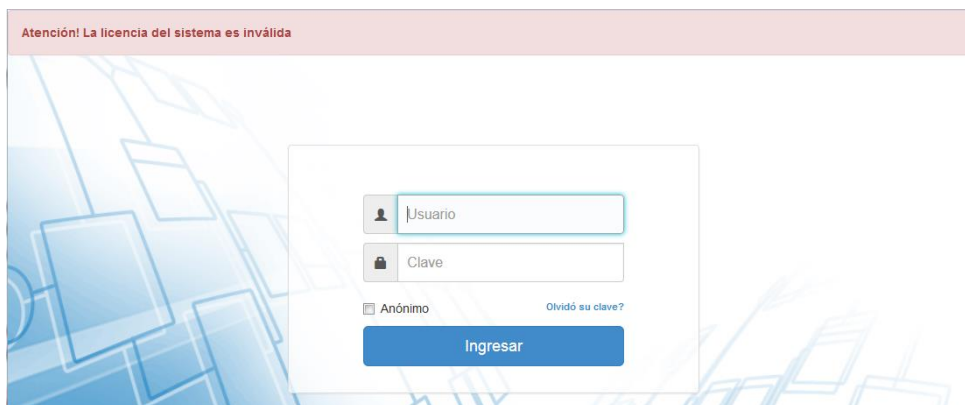 Atención! La licencia del sistema es inválida
Usuario
Clave
Anónimo
Olvidó su clave?
Ingresar